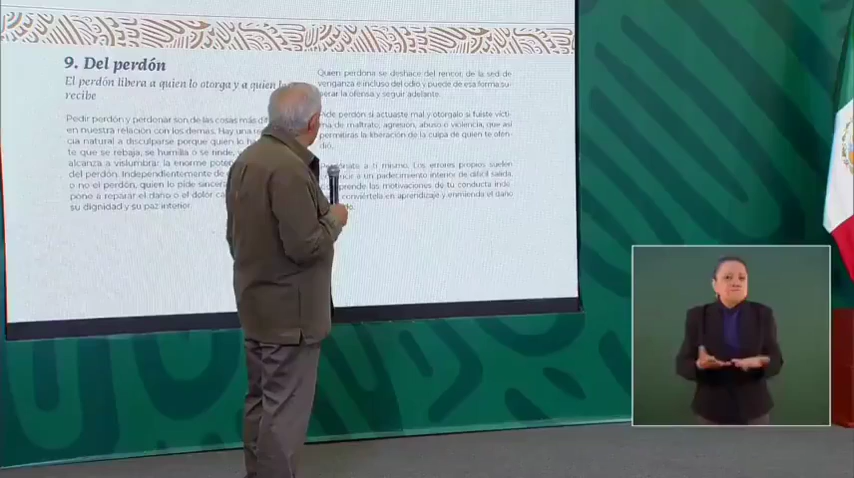 9. Del perdón
El perdón libera a quien lo otorga y a quien lo
recibe
Pedir perdón y perdonar son de las cosas más
en nuestra relación con los demás. Hay una
cia natural a disculparse porque quien lo
te que se rebaja, se humilla o se rinde,
alcanza a vislumbrar la enorme
del perdón. Independientemente de
o no el perdón, quien lo pide
pone a reparar el daño o el dolor
su dignidad y su paz interior.
Quien perdona se deshace del rencor, de la sed de
venganza e incluso del odio y puede de esa forma su-
perar la ofensa y seguir adelante.
Pide perdón si actuaste mal y otórgalo si fuiste vícti-
ma de maltrato, agresión, abuso o violencia, que así
permitirás la liberación de la culpa de quien te ofen-
dió.
a ti mismo. Los errores propios suelen
a un padecimiento interior de difícil salida.
las motivaciones de tu conducta
conviértela en aprendizaje y enmienda el daño